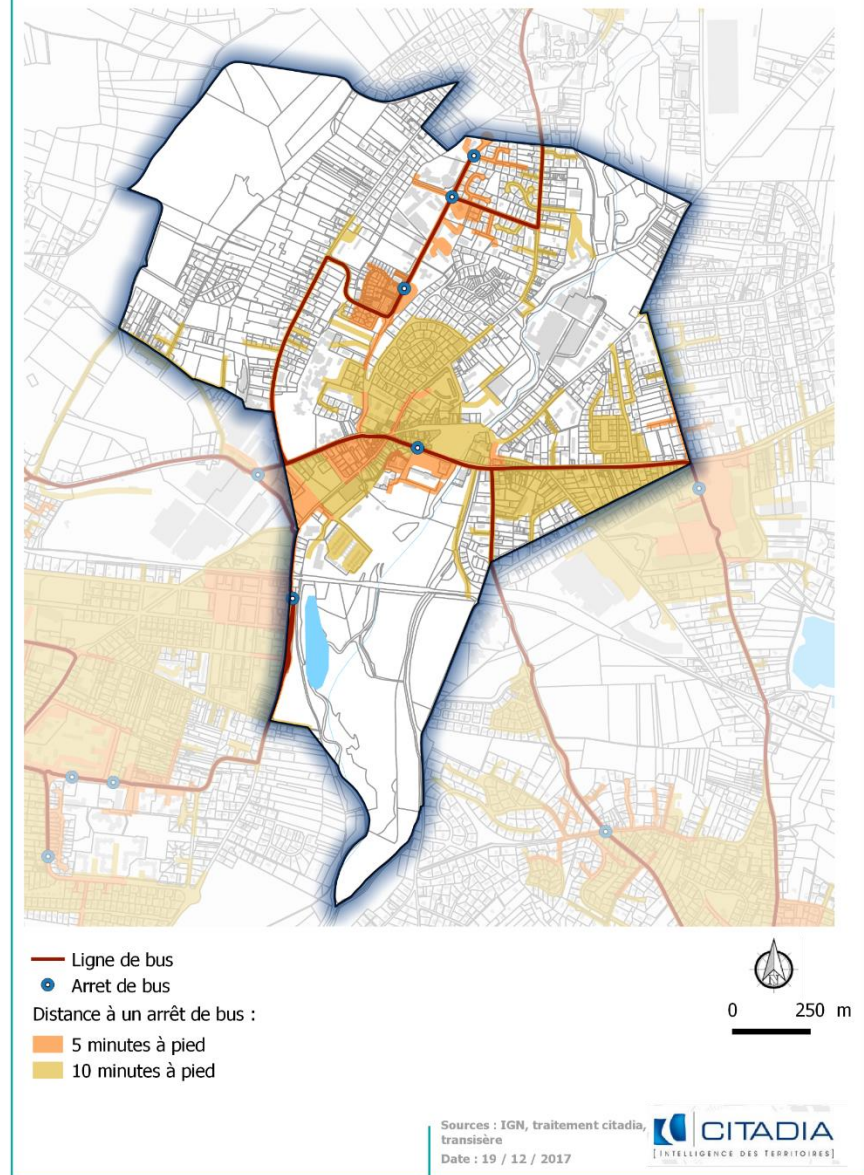 Ligne de bus
Arret de bus
Distance à un arrêt de bus :
5 minutes à pied
10 minutes à pied
N
0 250 m
Sources : IGN, traitement citadia,
transisère
Date : 19 / 12 / 2017
CITADIA
[INTELLIGENCE DES TERRITOIRES]